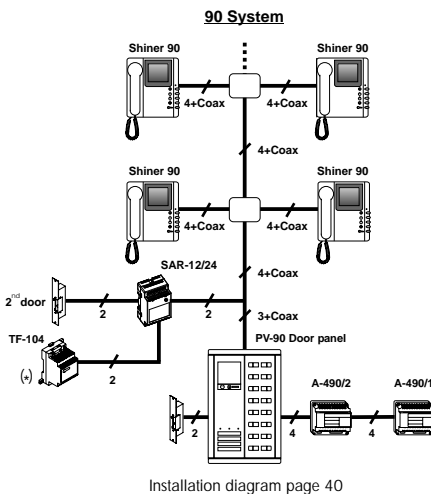 90 System
Shiner 90
Shiner 90
4+Coax
4+Coax
4+Coax
Shiner 90
Shiner 90
4+Coax
4+Coax
SAR-12/24
4+Coax
2nd door
2
2
3+Coax
TF-104
PV-90 Door panel
(*)
2
A-490/2
A-490/1
2
4
4
Installation diagram page 40